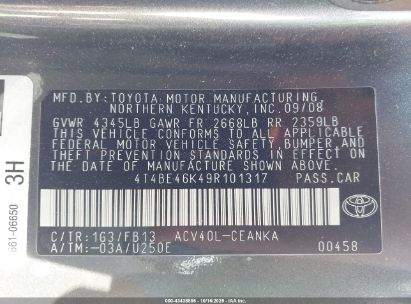 MFD.BY:TOYOTA MOTOR MANUFACTURING,
NORTHERN KENTUCKY,INC.09/08
GVWR 4345LB GAWR FR 2668LB RR 2359LB
THIS VEHICLE CONFORMS TO ALL APPLICABLE
FEDERAL MOTOR VEHICLE SAFETY,BUMPER,AND
THEFT PREVENTION STANDARDS IN EFFECT ON
THE DATE OF MANUFACTURE SHOWN ABOVE.
4T4BE46K49R101317 PASS.CAR
C/TR:1G3/FB13 ACV40L-CEANKA
A/TM:-03A/U250E 00458
3H
661-06650